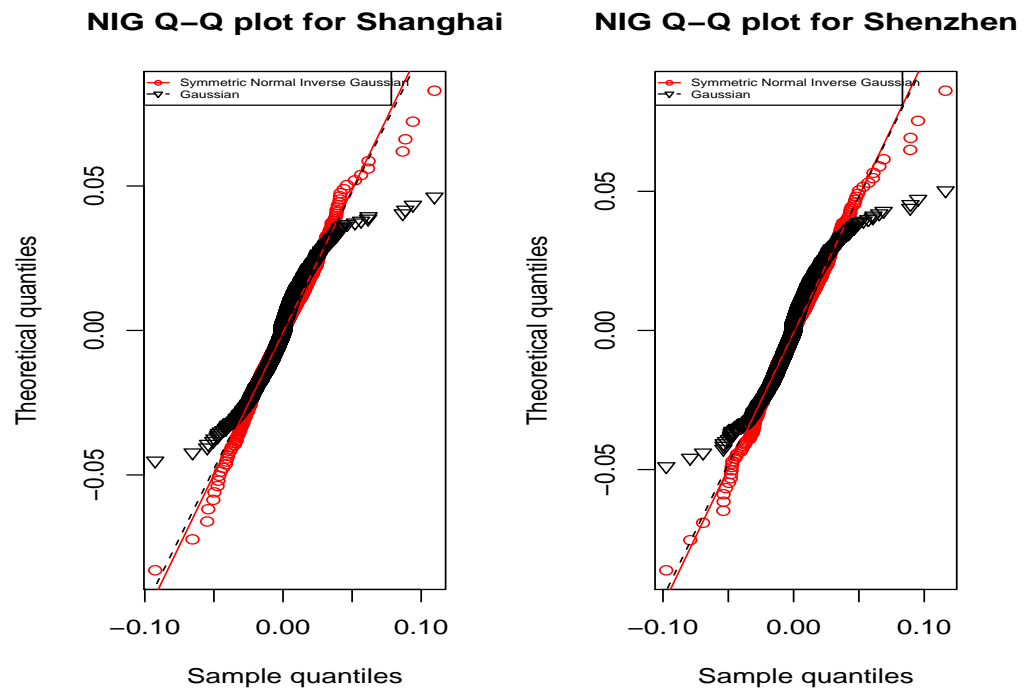 NIG Q−Q plot for Shanghai
Symmetric Normal Inverse Gaussian
Gaussian
Theoretical quantiles
0.05
0.00
−0.05
−0.10
0.00
0.10
Sample quantiles
NIG Q−Q plot for Shenzhen
Symmetric Normal Inverse Gaussian
Gaussian
Theoretical quantiles
0.05
0.00
−0.05
−0.10
0.00
0.10
Sample quantiles